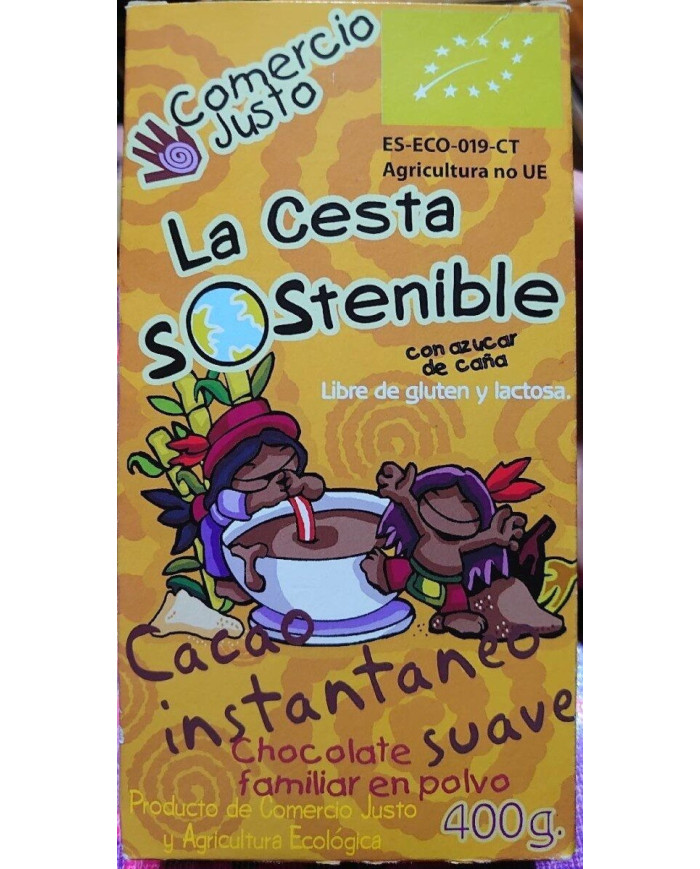 Comercio
Justo
ES-ECO-019-CT
Agricultura no UE
La Cesta
SOStenible
con azucar
de caña
Libre de gluten y lactosa.
Cacao
instantaneo
suave
Chocolate
familiar en polvo
Producto de Comercio Justo
y Agricultura Ecológica
400g.